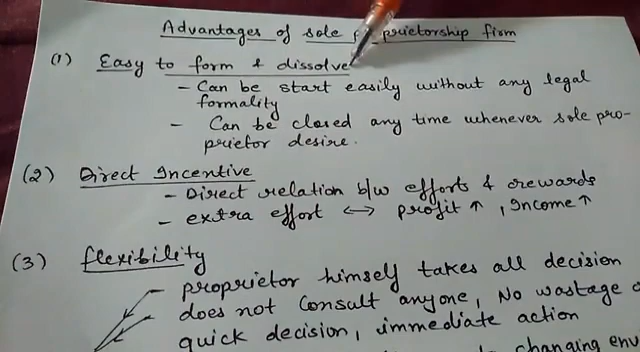 Advantages of sole proprietorship firm
(1) Easy to form & dissolve
- Can be start easily without any legal
formality
- Can be closed any time whenever sole pro-
prietor desire.
(2) Direct Incentive
- Direct relation b/w efforts & rewards
- extra effort ↔ profit ↑, Income ↑
(3) flexibility
- proprietor himself takes all decision
does not consult anyone, No wastage
quick decision, immediate action
changing